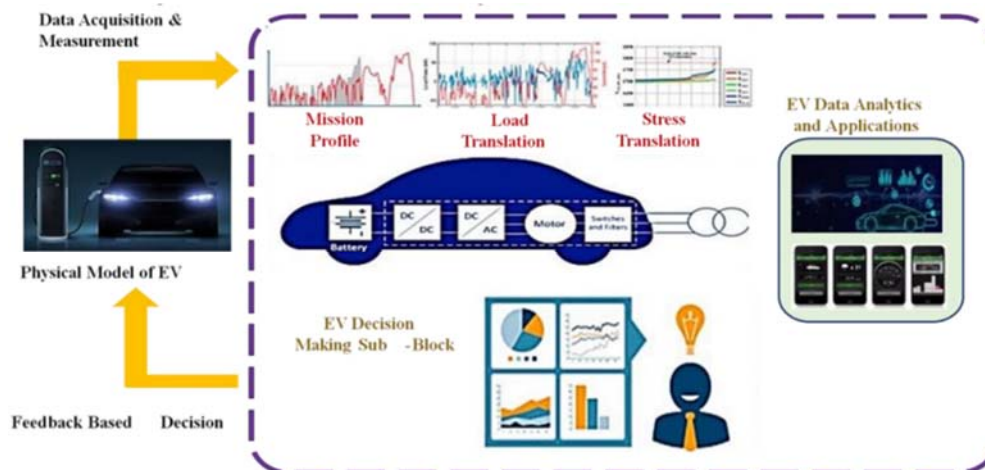 Data Acquisition &
Measurement
Mission
Profile
Load
Translation
Stress
Translation
EV Data Analytics
and Applications
DC
DC
DC
AC
Motor
Switches
and Filters
Battery
Physical Model of EV
EV Decision
Making Sub -Block
Feedback Based Decision